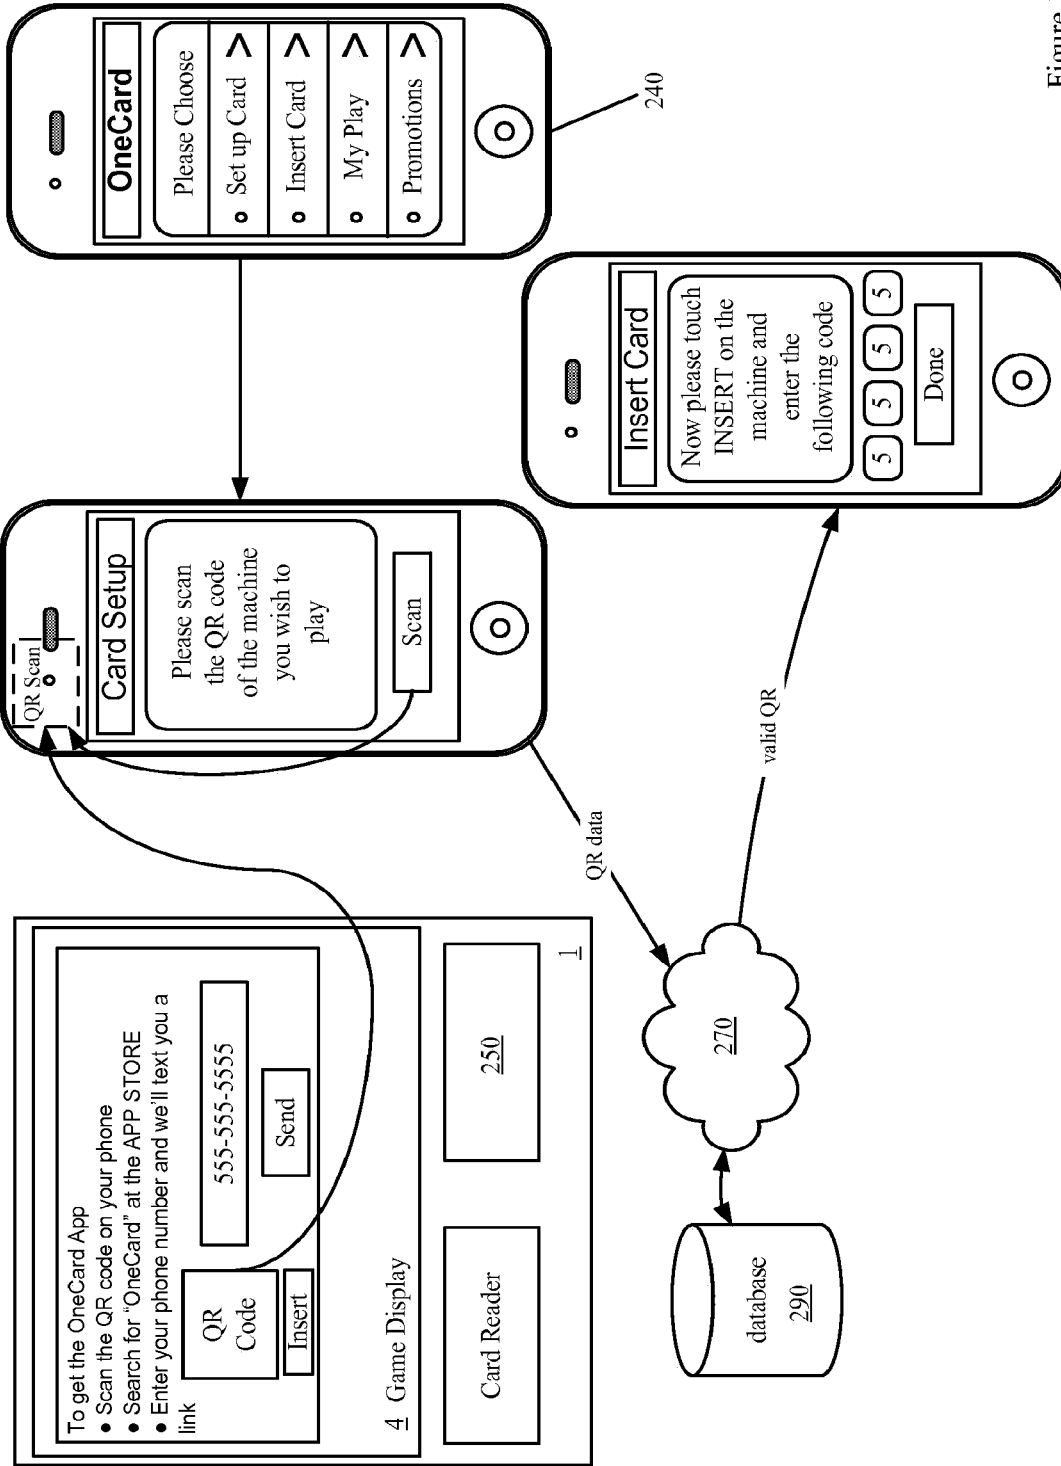 To get the OneCard App
• Scan the QR code on your phone
• Search for “OneCard” at the APP STORE
• Enter your phone number and we'll text you a
link
QR
Code
555-555-5555
Insert
Send
4 Game Display
Card Reader
250
1
QR Scan
Card Setup
Please scan
the QR code
of the machine
you wish to
play
Scan
OneCard
Please Choose
Set up Card >
Insert Card >
My Play >
Promotions >
240
QR data
valid QR
database
290
270
Insert Card
Now please touch
INSERT on the
machine and
enter the
following code
5 5 5 5
Done
Figure